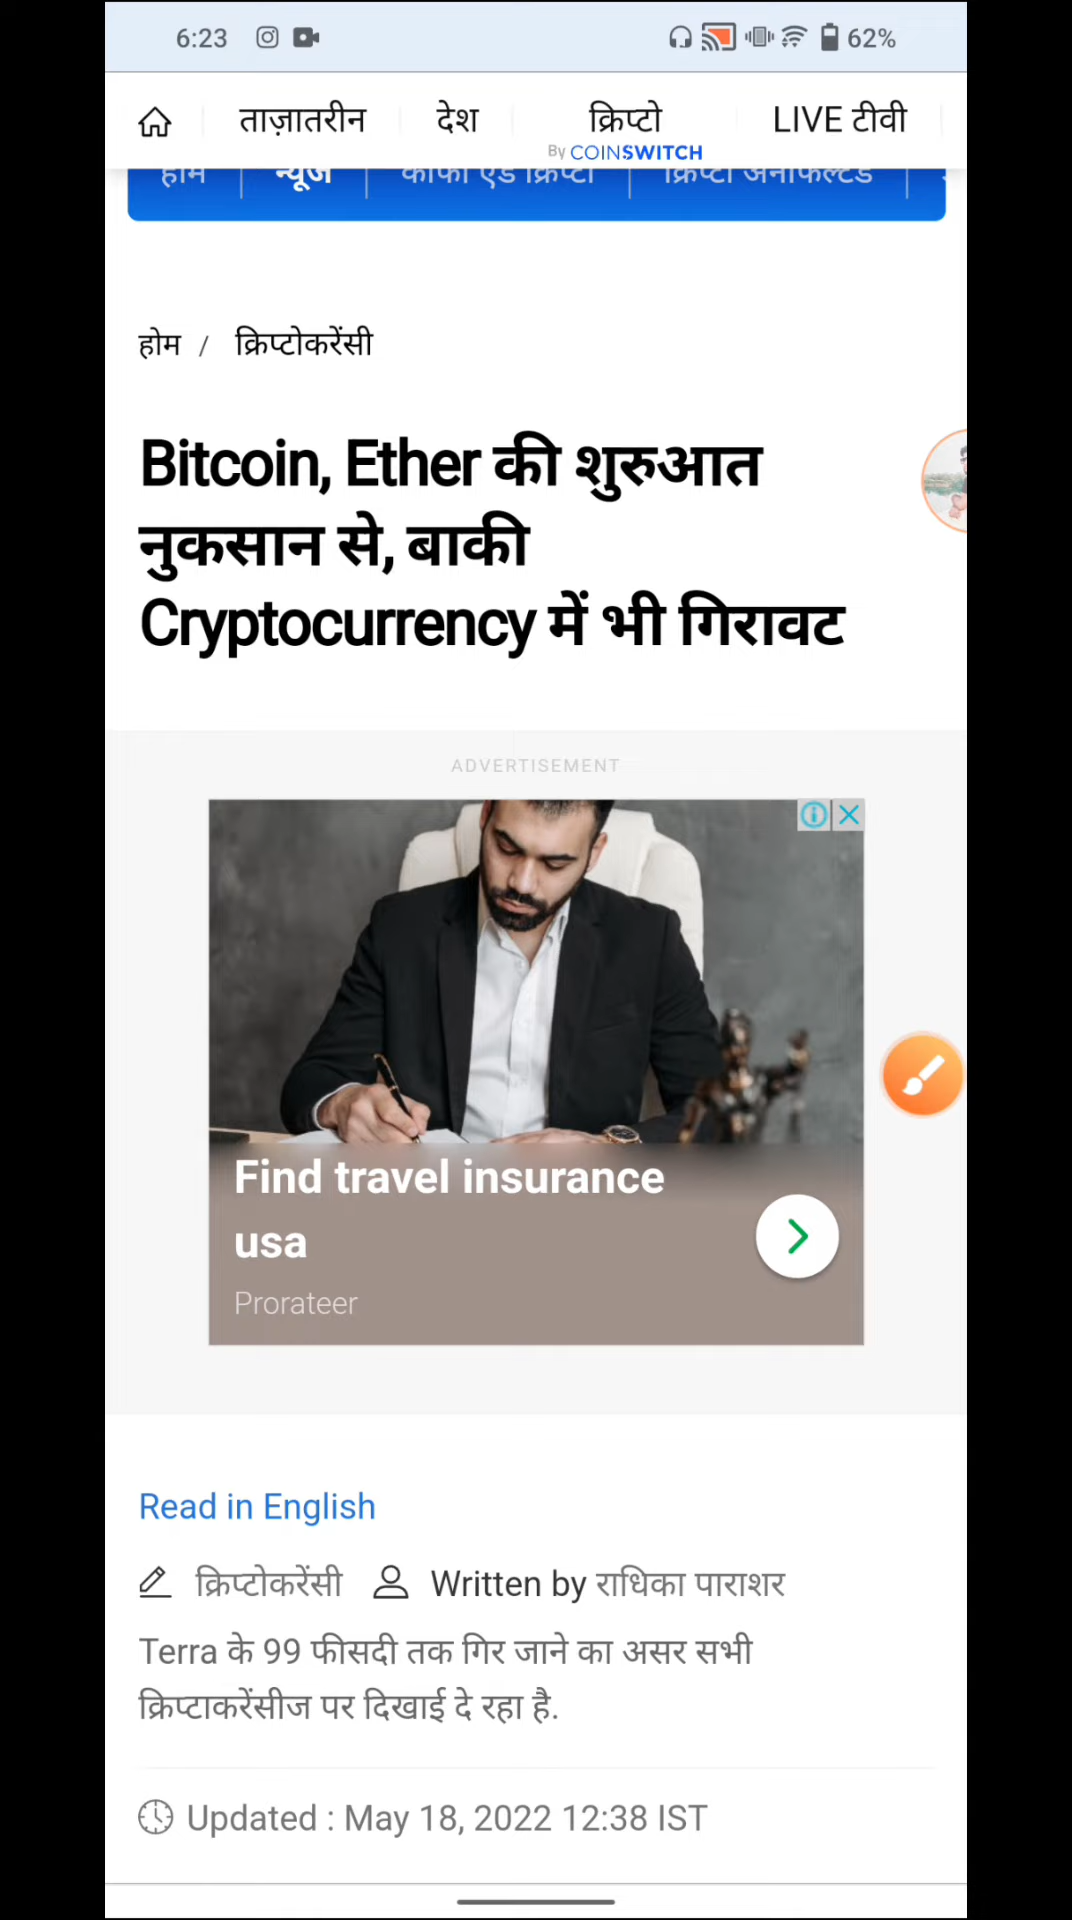 6:23 62%
ताज़ातरीन देश क्रिप्टो LIVE टीवी
By COINSWITCH
होम न्यूज़ कॉफी एंड क्रिप्टो क्रिप्टो अनफिल्टर्ड
होम / क्रिप्टोकरेंसी
Bitcoin, Ether की शुरुआत
नुकसान से, बाकी
Cryptocurrency में भी गिरावट
ADVERTISEMENT
Find travel insurance
usa
Prorateer
Read in English
क्रिप्टोकरेंसी Written by राधिका पाराशर
Terra के 99 फीसदी तक गिर जाने का असर सभी
क्रिप्टाकरेंसीज पर दिखाई दे रहा है.
Updated : May 18, 2022 12:38 IST